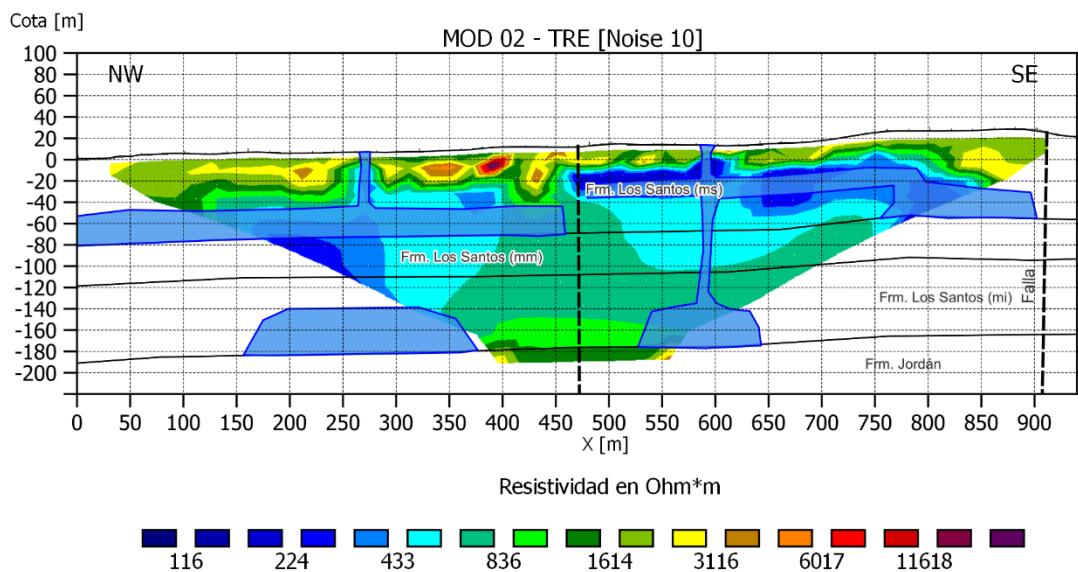 Cota [m]
MOD 02 - TRE [Noise 10]
NW
SE
100
80
60
40
20
0
-20
-40
-60
-80
-100
-120
-140
-160
-180
-200
Frm. Los Santos (ms)
Frm. Los Santos (mm)
Frm. Los Santos (mi)
Falla
Frm. Jordán
0 50 100 150 200 250 300 350 400 450 500 550 600 650 700 750 800 850 900
X [m]
Resistividad en Ohm*m
116 224 433 836 1614 3116 6017 11618